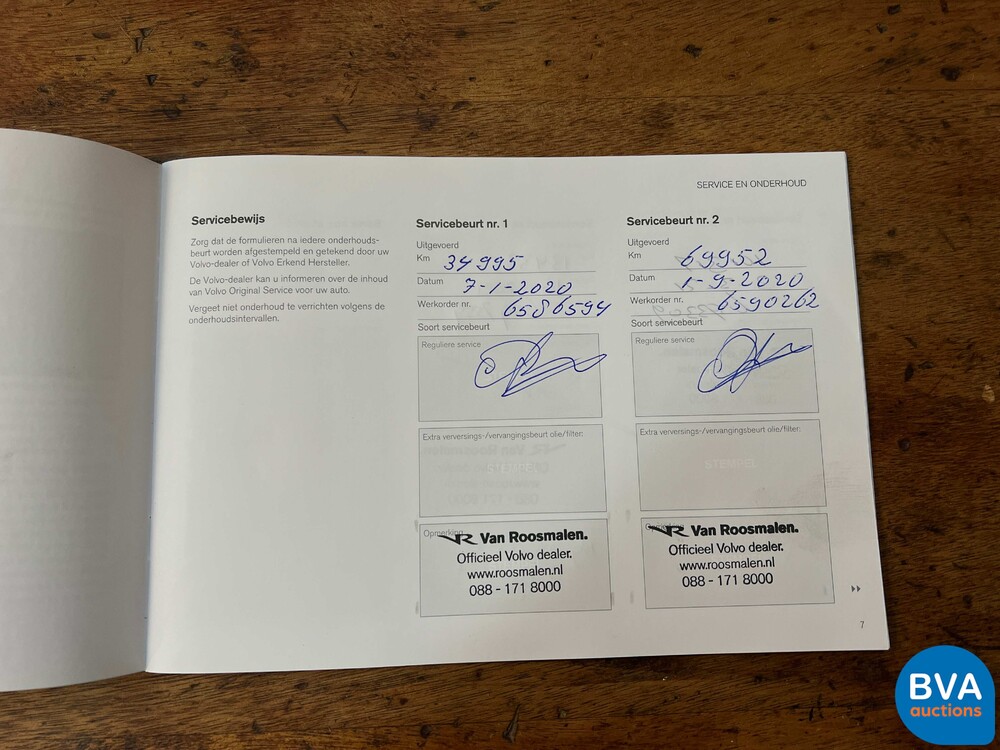 SERVICE EN ONDERHOUD
Servicebewijs
Zorg dat de formulieren na iedere onderhouds-
beurt worden afgestempeld en getekend door uw
Volvo-dealer of Volvo Erkend Hersteller.
De Volvo-dealer kan u informeren over de inhoud
van Volvo Original Service voor uw auto.
Vergeet niet onderhoud te verrichten volgens de
onderhoudsintervallen.
Servicebeurt nr. 1
Uitgevoerd
Km 34995
Datum 7-1-2020
Werkorder nr. 6586594
Soort servicebeurt
Reguliere service
Extra verversings-/vervangingsbeurt olie/filter:
STEMPEL
Opmerking
VR Van Roosmalen.
Officieel Volvo dealer.
www.roosmalen.nl
088 - 171 8000
Servicebeurt nr. 2
Uitgevoerd
Km 69952
Datum 1-9-2020
Werkorder nr. 6590262
Soort servicebeurt
Reguliere service
Extra verversings-/vervangingsbeurt olie/filter:
STEMPEL
VR Van Roosmalen.
Officieel Volvo dealer.
www.roosmalen.nl
088 - 171 8000
7
BVA
auctions